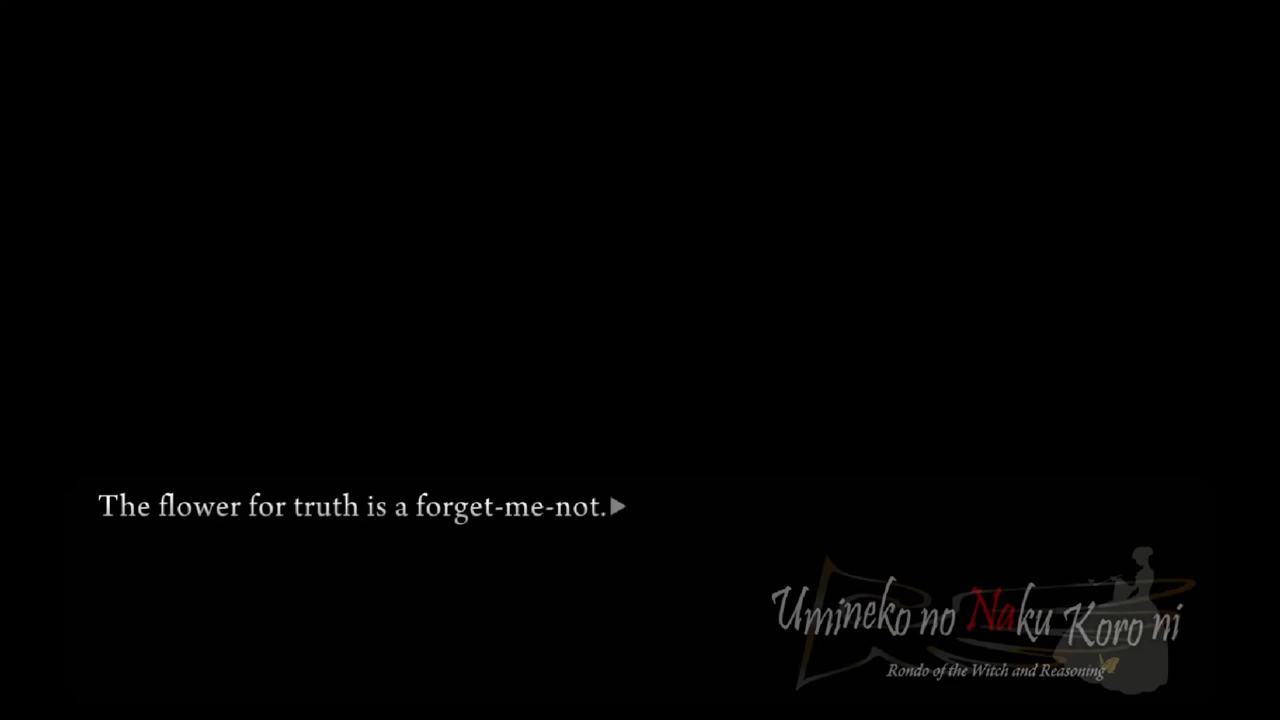 The flower for truth is a forget-me-not.
Umineko no Naku Koro ni
Rondo of the Witch and Reasoning